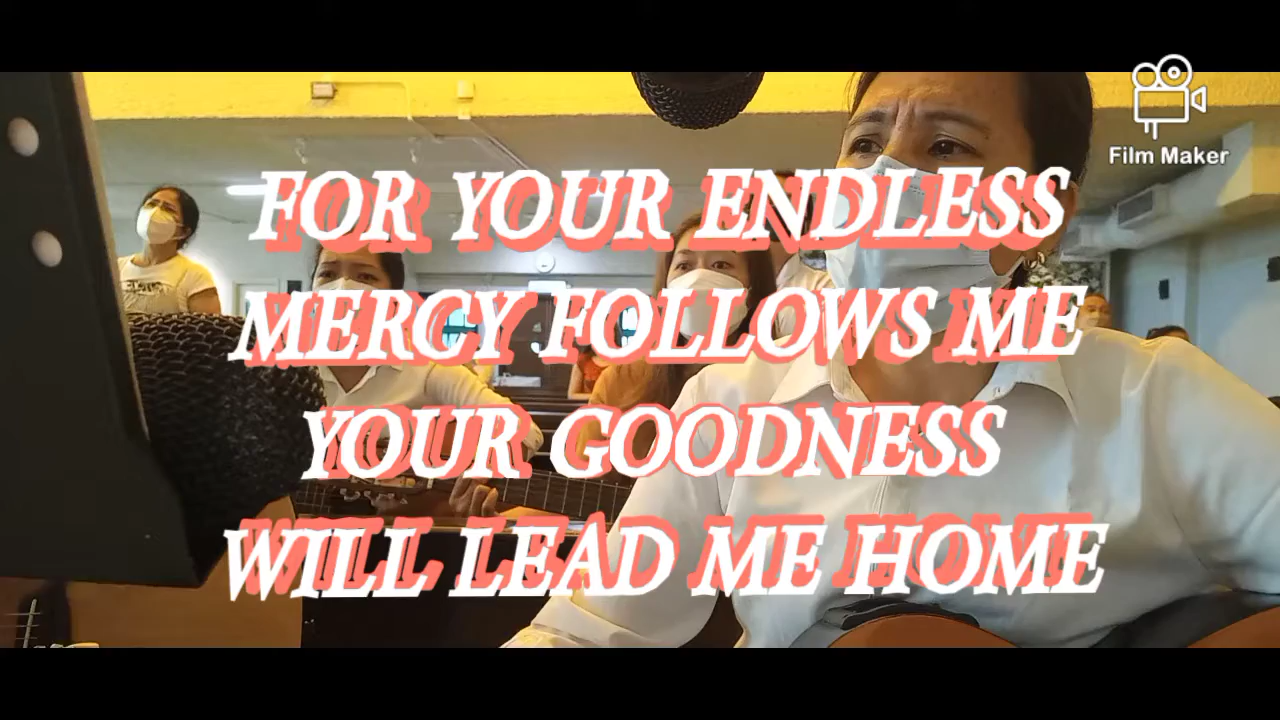 Film Maker
FOR YOUR ENDLESS
MERCY FOLLOWS ME
YOUR GOODNESS
WILL LEAD ME HOME